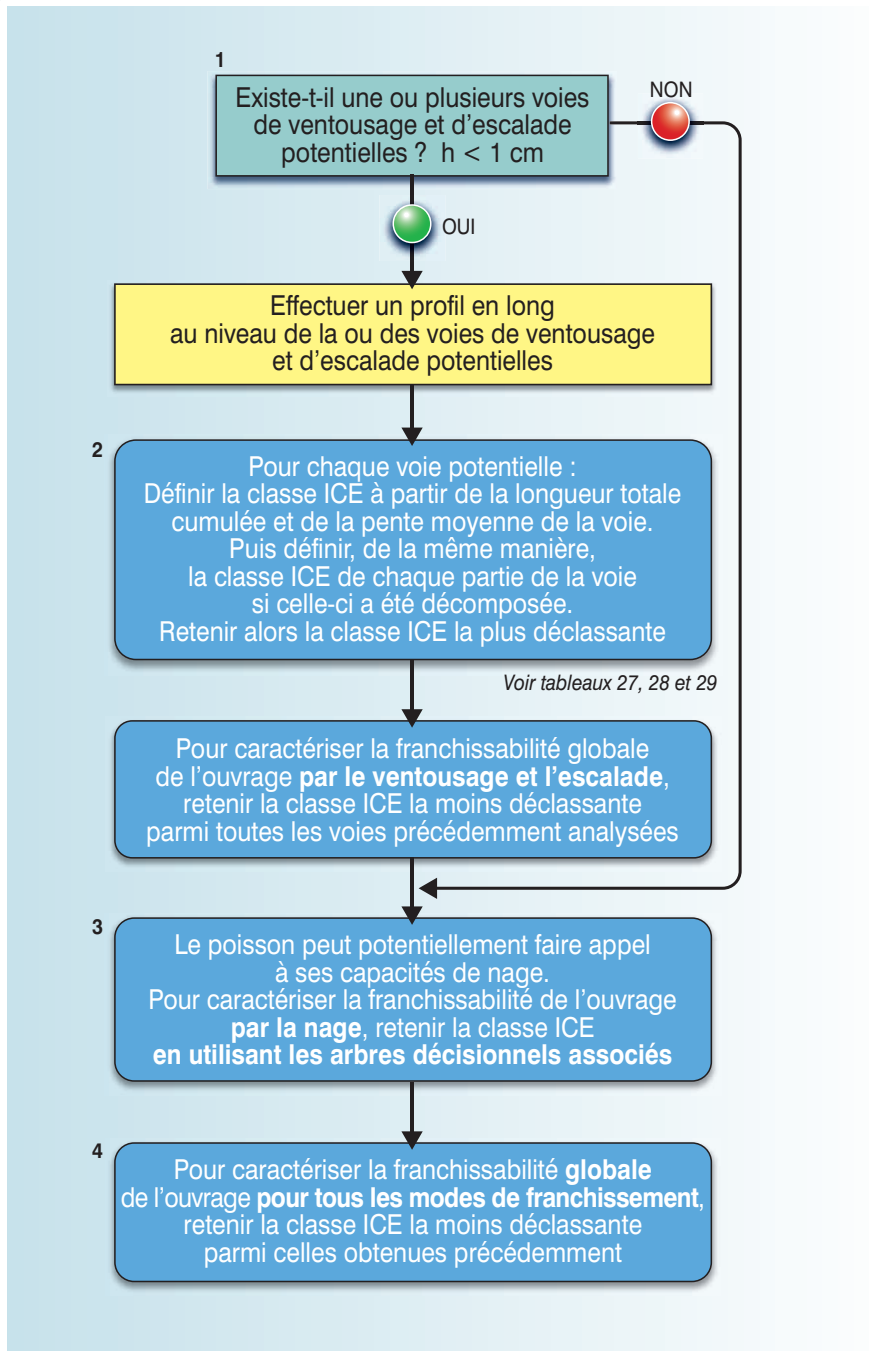 1
Existe-t-il une ou plusieurs voies
de ventousage et d'escalade
potentielles ? h < 1 cm
NON
OUI
Effectuer un profil en long
au niveau de la ou des voies de ventousage
et d'escalade potentielles
2
Pour chaque voie potentielle :
Définir la classe ICE à partir de la longueur totale
cumulée et de la pente moyenne de la voie.
Puis définir, de la même manière,
la classe ICE de chaque partie de la voie
si celle-ci a été décomposée.
Retenir alors la classe ICE la plus déclassante
Voir tableaux 27, 28 et 29
Pour caractériser la franchissabilité globale
de l'ouvrage par le ventousage et l'escalade,
retenir la classe ICE la moins déclassante
parmi toutes les voies précédemment analysées
3
Le poisson peut potentiellement faire appel
à ses capacités de nage.
Pour caractériser la franchissabilité de l'ouvrage
par la nage, retenir la classe ICE
en utilisant les arbres décisionnels associés
4
Pour caractériser la franchissabilité globale
de l'ouvrage pour tous les modes de franchissement,
retenir la classe ICE la moins déclassante
parmi celles obtenues précédemment